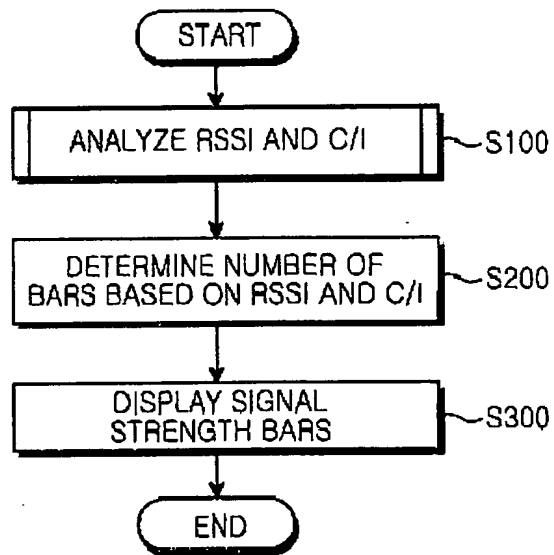 START
ANALYZE RSSI AND C/I
S100
DETERMINE NUMBER OF
BARS BASED ON RSSI AND C/I
S200
DISPLAY SIGNAL
STRENGTH BARS
S300
END